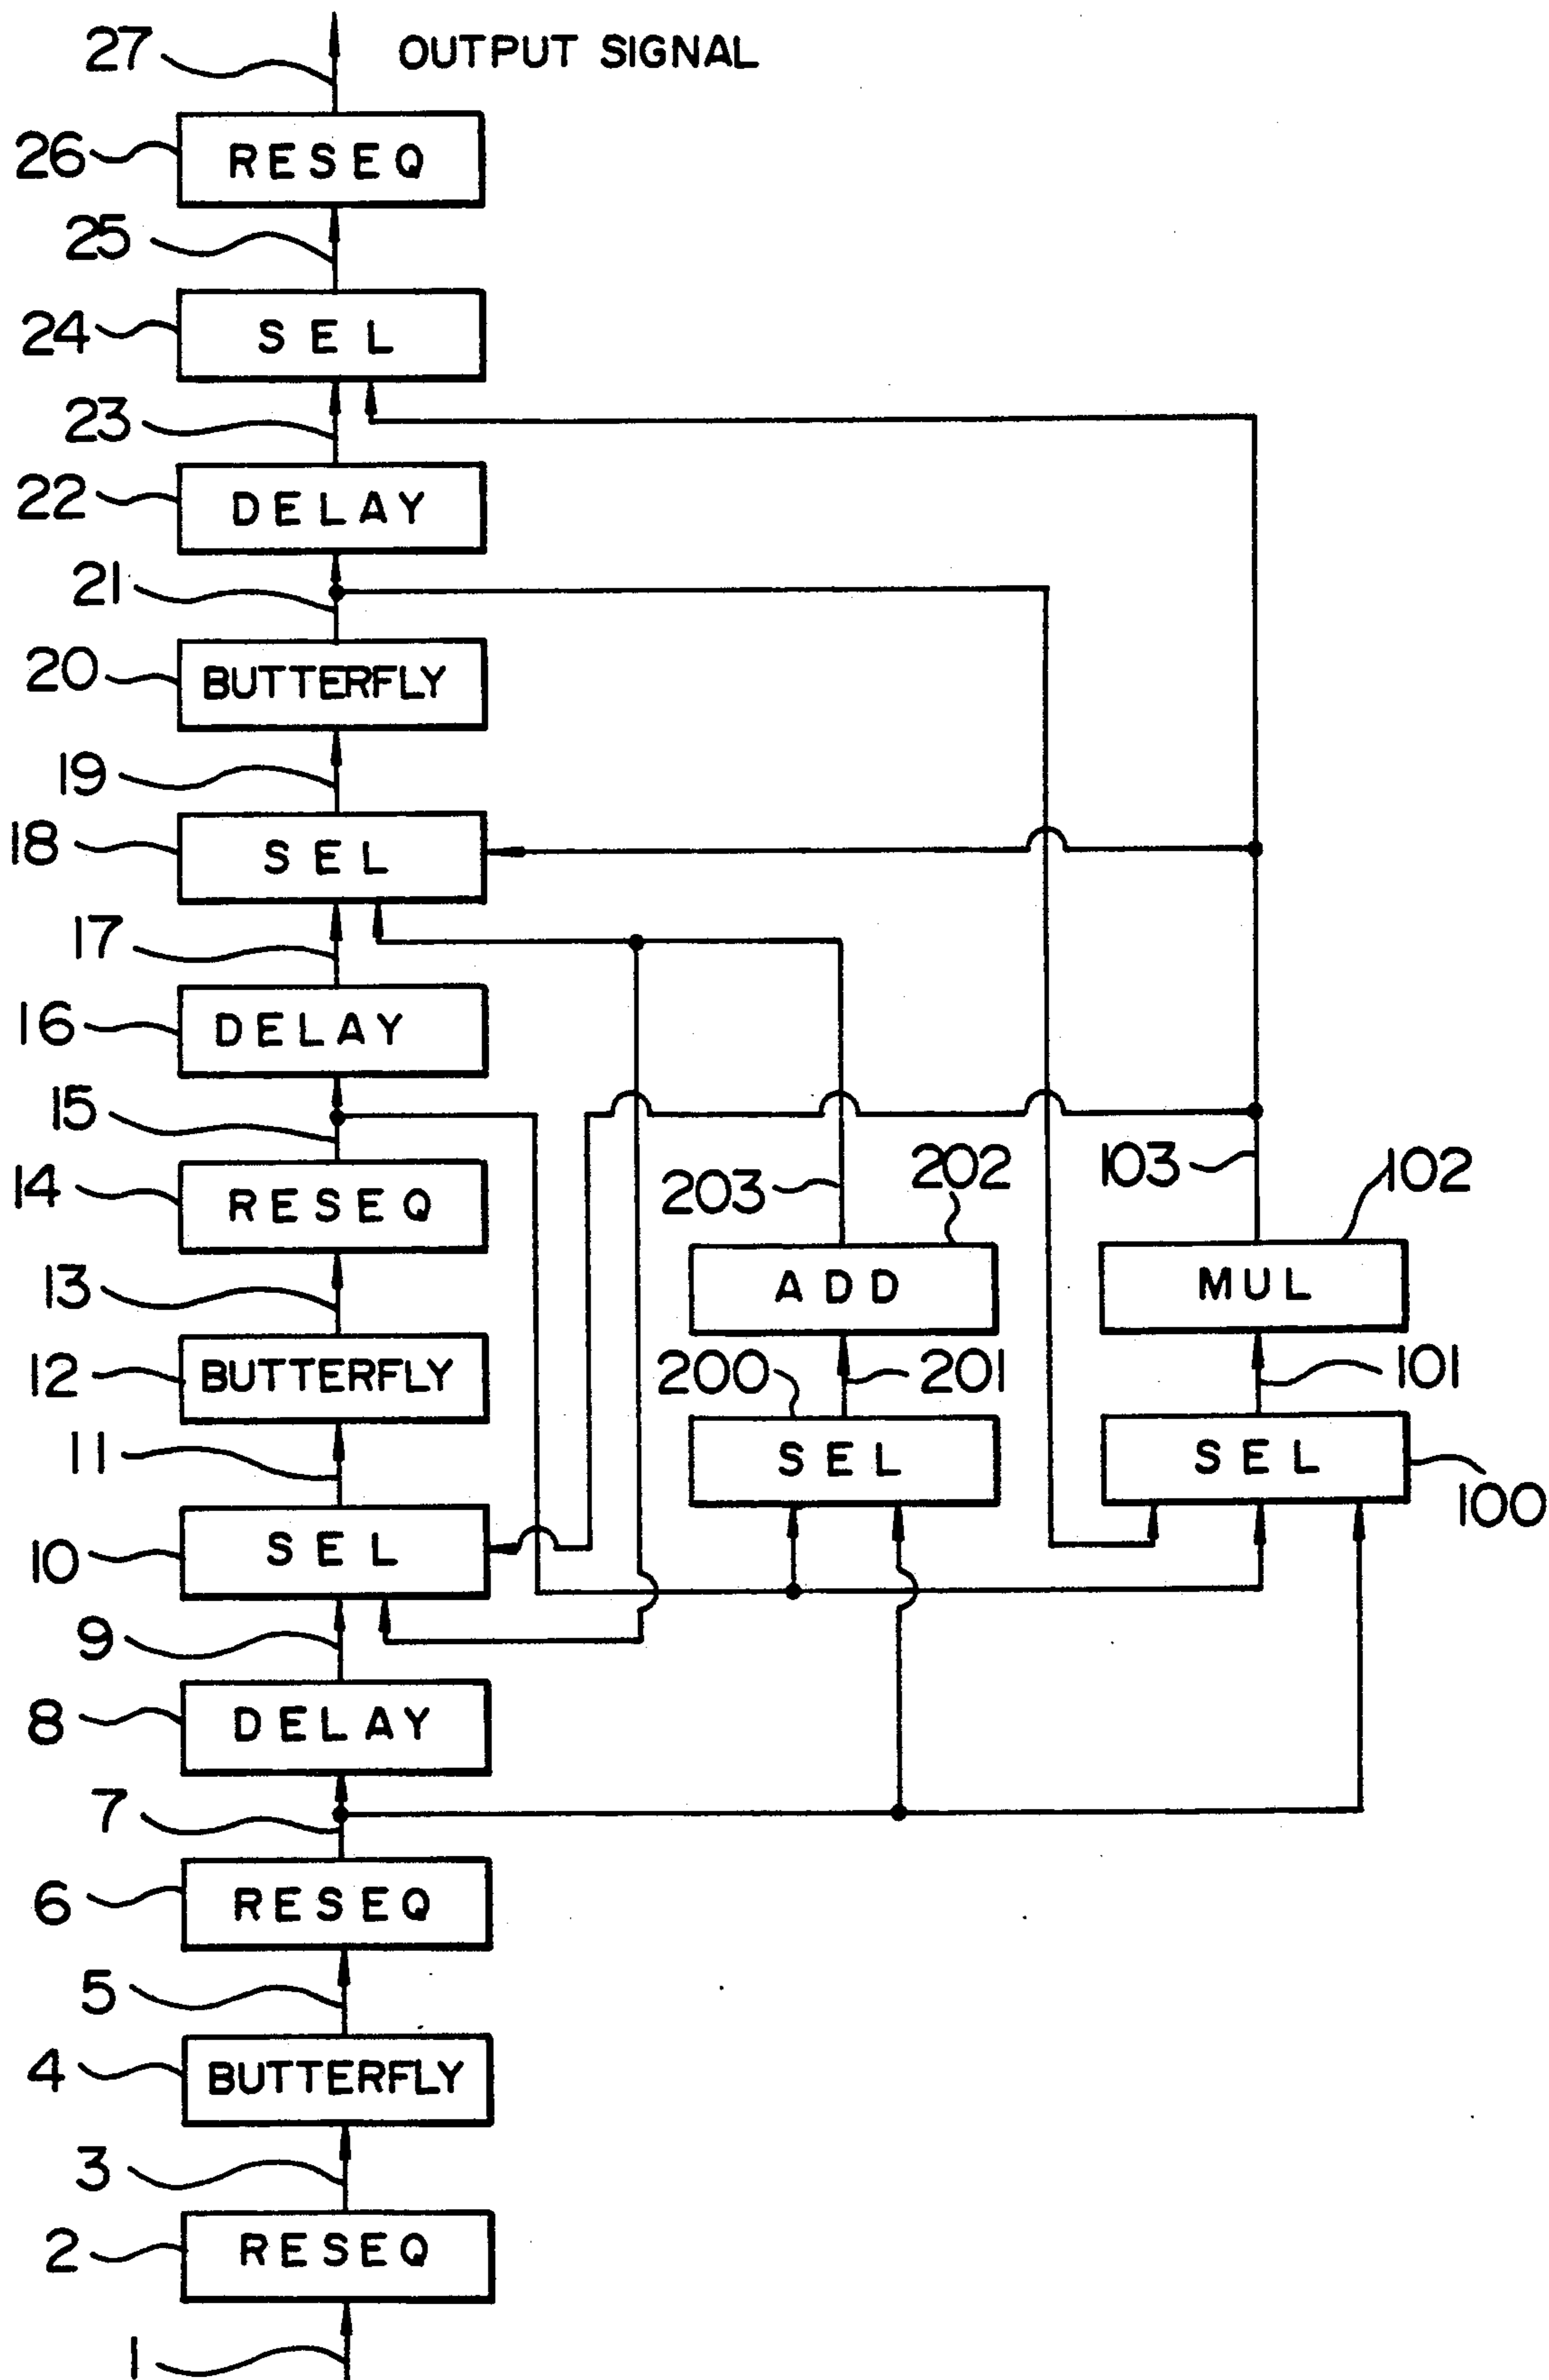 27 OUTPUT SIGNAL
26 RESEQ
25
24 SEL
23
22 DELAY
21
20 BUTTERFLY
19
18 SEL
17
16 DELAY
15
203 202 103 102
14 RESEQ
ADD MUL
13
12 BUTTERFLY
200 201 101
11
SEL SEL
100
10 SEL
9
8 DELAY
7
6 RESEQ
5
4 BUTTERFLY
3
2 RESEQ
1